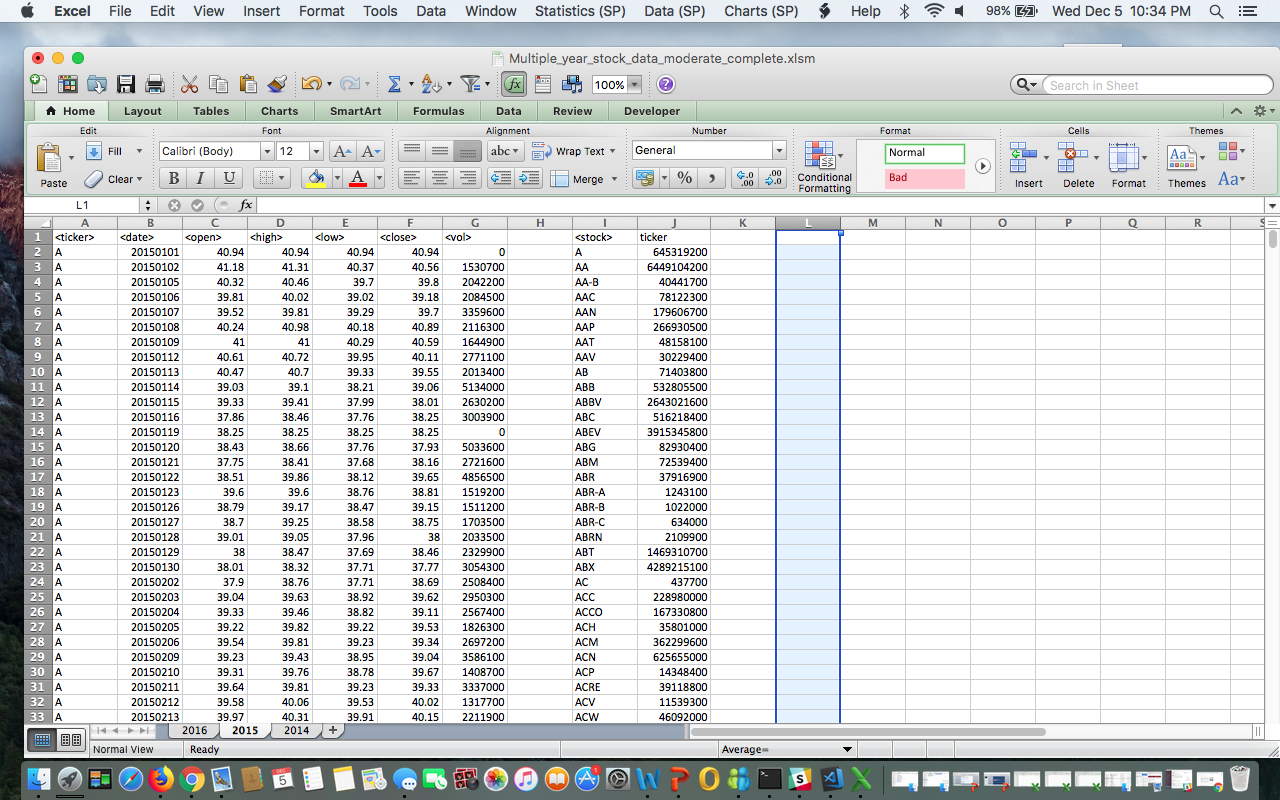 Excel File Edit View Insert Format Tools Data Window Statistics (SP) Data (SP) Charts (SP) Help 98% Wed Dec 5 10:34 PM
Multiple_year_stock_data_moderate_complete.xlsm
100% Search in Sheet
Home Layout Tables Charts SmartArt Formulas Data Review Developer
Edit Font Alignment Number Format Cells Themes
Fill Calibri (Body) 12 abc Wrap Text General Normal
Paste Clear B I U A Merge % Conditional Formatting Bad Insert Delete Format Themes Aa
L1 fx
A B C D E F G H I J K L M N O P Q R S
1 <ticker> <date> <open> <high> <low> <close> <vol> <stock> ticker
2 A 20150101 40.94 40.94 40.94 40.94 0 A 645319200
3 A 20150102 41.18 41.31 40.37 40.56 1530700 AA 6449104200
4 A 20150105 40.32 40.46 39.7 39.8 2042200 AA-B 40441700
5 A 20150106 39.81 40.02 39.02 39.18 2084500 AAC 78122300
6 A 20150107 39.52 39.81 39.29 39.7 3359600 AAN 179606700
7 A 20150108 40.24 40.98 40.18 40.89 2116300 AAP 266930500
8 A 20150109 41 41 40.29 40.59 1644900 AAT 48158100
9 A 20150112 40.61 40.72 39.95 40.11 2771100 AAV 30229400
10 A 20150113 40.47 40.7 39.33 39.55 2013400 AB 71403800
11 A 20150114 39.03 39.1 38.21 39.06 5134000 ABB 532805500
12 A 20150115 39.33 39.41 37.99 38.01 2630200 ABBV 2643021600
13 A 20150116 37.86 38.46 37.76 38.25 3003900 ABC 516218400
14 A 20150119 38.25 38.25 38.25 38.25 0 ABEV 3915345800
15 A 20150120 38.43 38.66 37.76 37.93 5033600 ABG 82930400
16 A 20150121 37.75 38.41 37.68 38.16 2721600 ABM 72539400
17 A 20150122 38.51 39.86 38.12 39.65 4856500 ABR 37916900
18 A 20150123 39.6 39.6 38.76 38.81 1519200 ABR-A 1243100
19 A 20150126 38.79 39.17 38.47 39.15 1511200 ABR-B 1022000
20 A 20150127 38.7 39.25 38.58 38.75 1703500 ABR-C 634000
21 A 20150128 39.01 39.05 37.96 38 2033500 ABRN 2109900
22 A 20150129 38 38.47 37.69 38.46 2329900 ABT 1469310700
23 A 20150130 38.01 38.32 37.71 37.77 3054300 ABX 4289215100
24 A 20150202 37.9 38.76 37.71 38.69 2508400 AC 437700
25 A 20150203 39.04 39.63 38.92 39.62 2950300 ACC 228980000
26 A 20150204 39.33 39.46 38.82 39.11 2567400 ACCO 167330800
27 A 20150205 39.22 39.82 39.22 39.53 1826300 ACH 35801000
28 A 20150206 39.54 39.81 39.23 39.34 2697200 ACM 362299600
29 A 20150209 39.23 39.43 38.95 39.04 3586100 ACN 625655000
30 A 20150210 39.31 39.76 38.78 39.67 1408700 ACP 14348400
31 A 20150211 39.64 39.81 39.23 39.33 3337000 ACRE 39118800
32 A 20150212 39.58 40.06 39.53 40.02 1317700 ACV 11539300
33 A 20150213 39.97 40.31 39.91 40.15 2211900 ACW 46092000
2016 2015 2014
Normal View Ready Average=